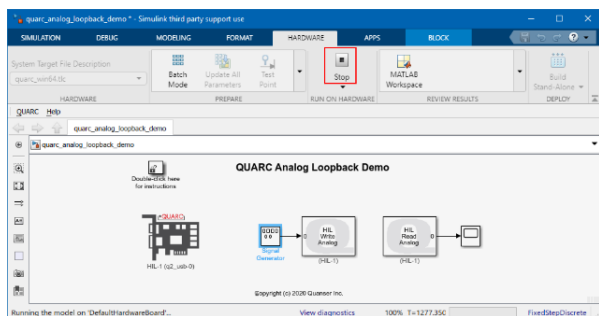 quarc_analog_loopback_demo * - Simulink third party support use
SIMULATION DEBUG MODELING FORMAT HARDWARE APPS BLOCK
System Target File Description
quarc_win64.tlc
Batch Mode
Update All Parameters
Test Point
Stop
MATLAB Workspace
Build Stand-Alone
HARDWARE PREPARE RUN ON HARDWARE REVIEW RESULTS DEPLOY
QUARC Help
quarc_analog_loopback_demo
quarc_analog_loopback_demo
QUARC Analog Loopback Demo
Double-click here
for instructions
QUARC
HIL-1 (q2_usb-0)
Signal
Generator
HIL
Write
Analog
(HIL-1)
HIL
Read
Analog
(HIL-1)
Copyright (c) 2020 Quanser Inc.
Running the model on 'DefaultHardwareBoard'... View diagnostics 100% T=1277.350 FixedStepDiscrete